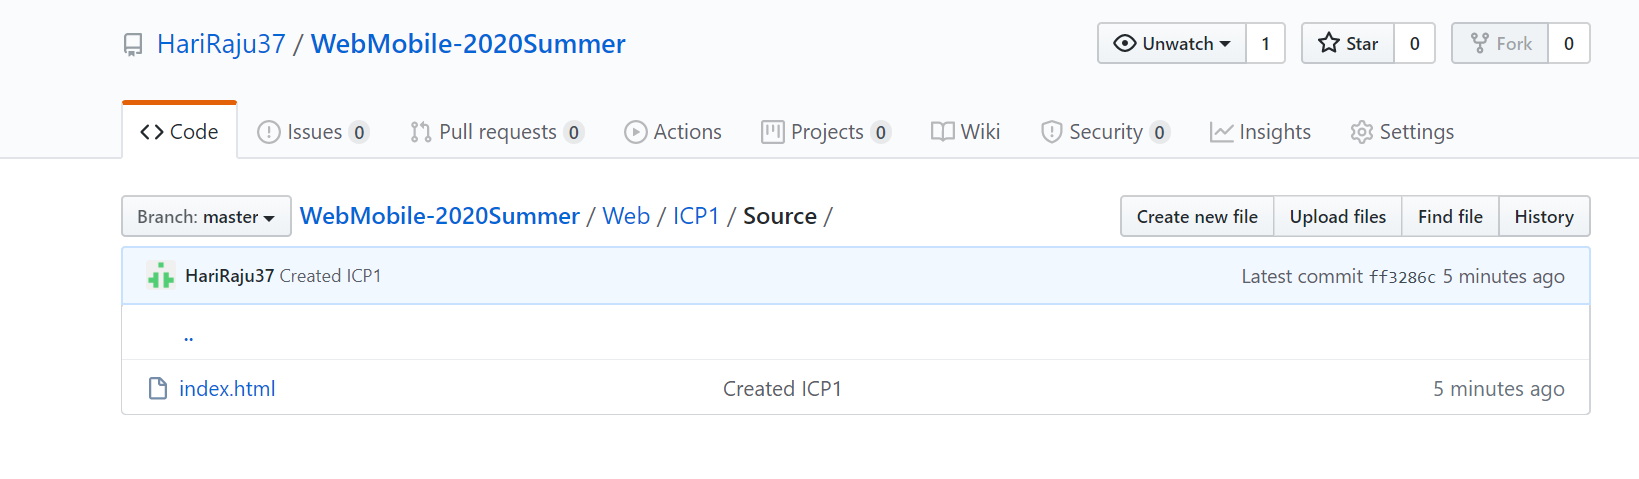 HariRaju37 / WebMobile-2020Summer Unwatch 1 Star 0 Fork 0
Code Issues 0 Pull requests 0 Actions Projects 0 Wiki Security 0 Insights Settings
Branch: master WebMobile-2020Summer / Web / ICP1 / Source / Create new file Upload files Find file History
HariRaju37 Created ICP1 Latest commit ff3286c 5 minutes ago
..
index.html Created ICP1 5 minutes ago